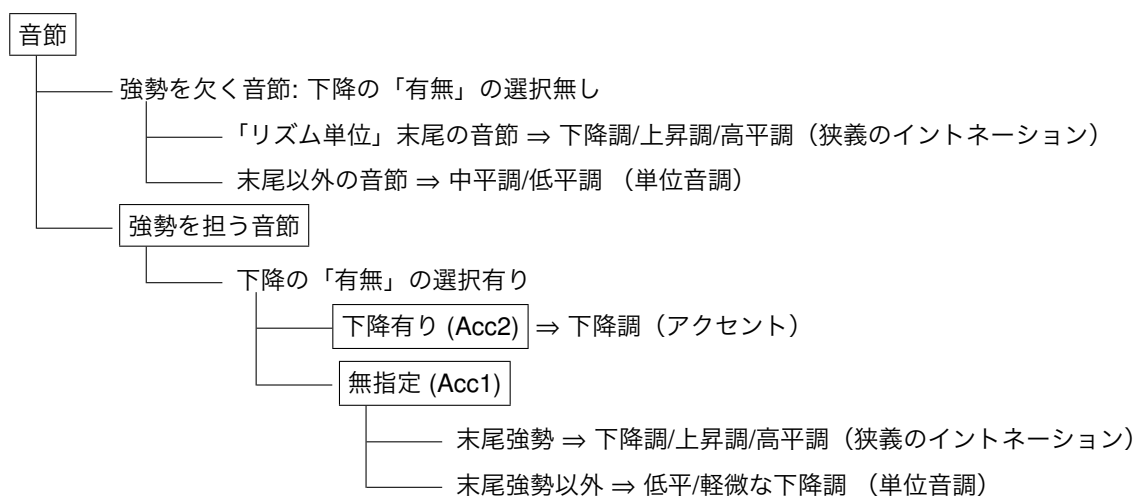 音節
強勢を欠く音節: 下降の「有無」の選択無し
「リズム単位」末尾の音節 ⇒ 下降調/上昇調/高平調（狭義のイントネーション）
末尾以外の音節 ⇒ 中平調/低平調 （単位音調）
強勢を担う音節
下降の「有無」の選択有り
下降有り (Acc2) ⇒ 下降調（アクセント）
無指定 (Acc1)
末尾強勢 ⇒ 下降調/上昇調/高平調（狭義のイントネーション）
末尾強勢以外 ⇒ 低平/軽微な下降調 （単位音調）